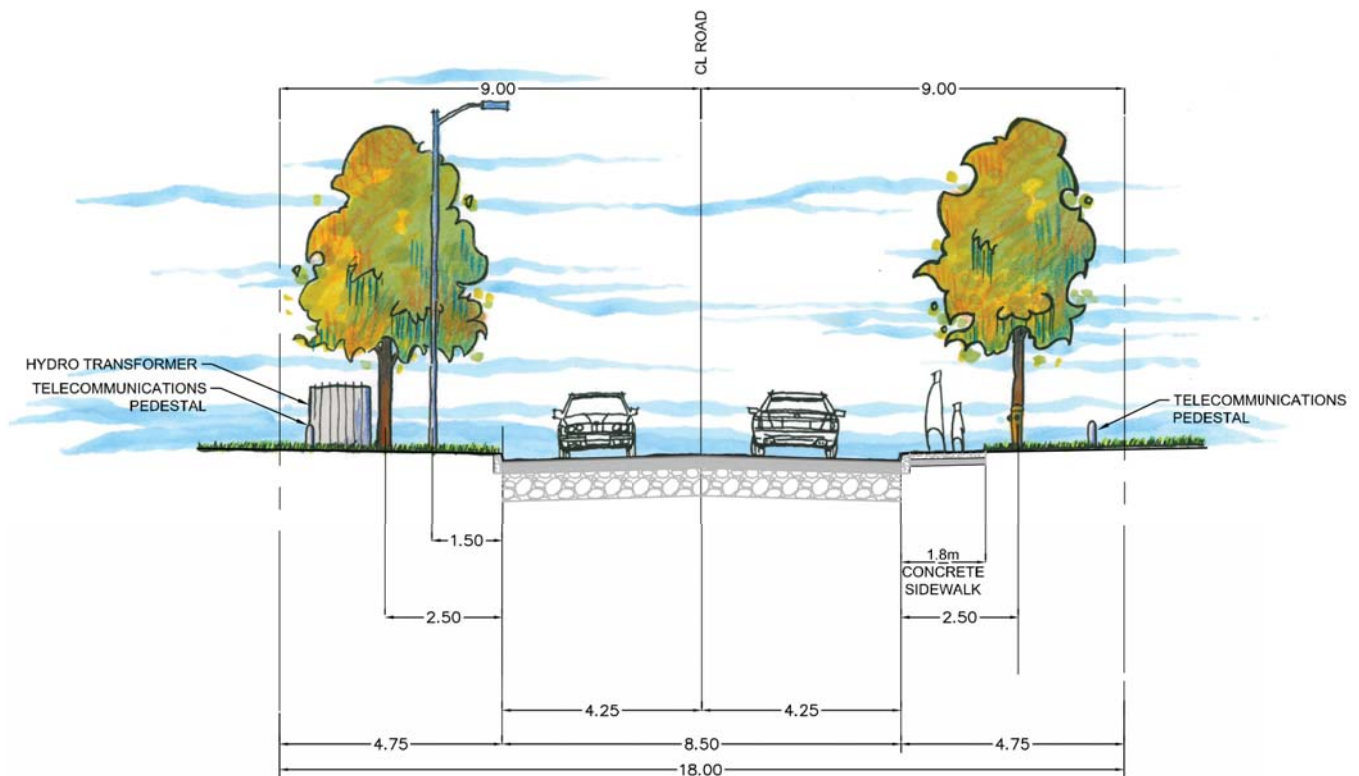 CL ROAD
9.00
9.00
HYDRO TRANSFORMER
TELECOMMUNICATIONS
PEDESTAL
TELECOMMUNICATIONS
PEDESTAL
1.50
1.8m
CONCRETE
SIDEWALK
2.50
2.50
4.25
4.25
4.75
8.50
4.75
18.00